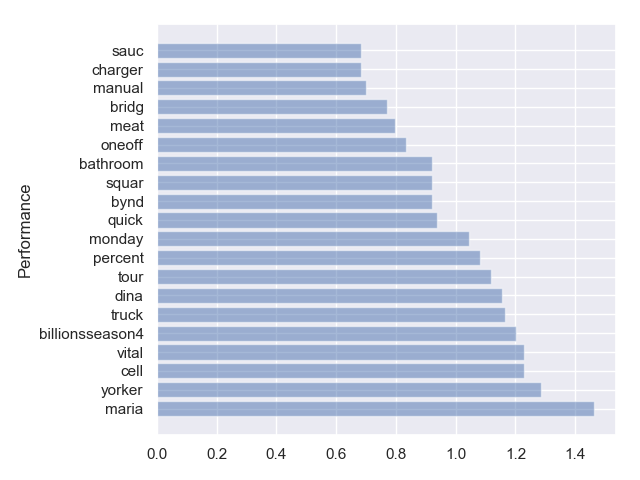 sauc
charger
manual
bridg
meat
oneoff
bathroom
squar
bynd
quick
monday
percent
tour
dina
truck
billionsseason4
vital
cell
yorker
maria
Performance
0.0 0.2 0.4 0.6 0.8 1.0 1.2 1.4